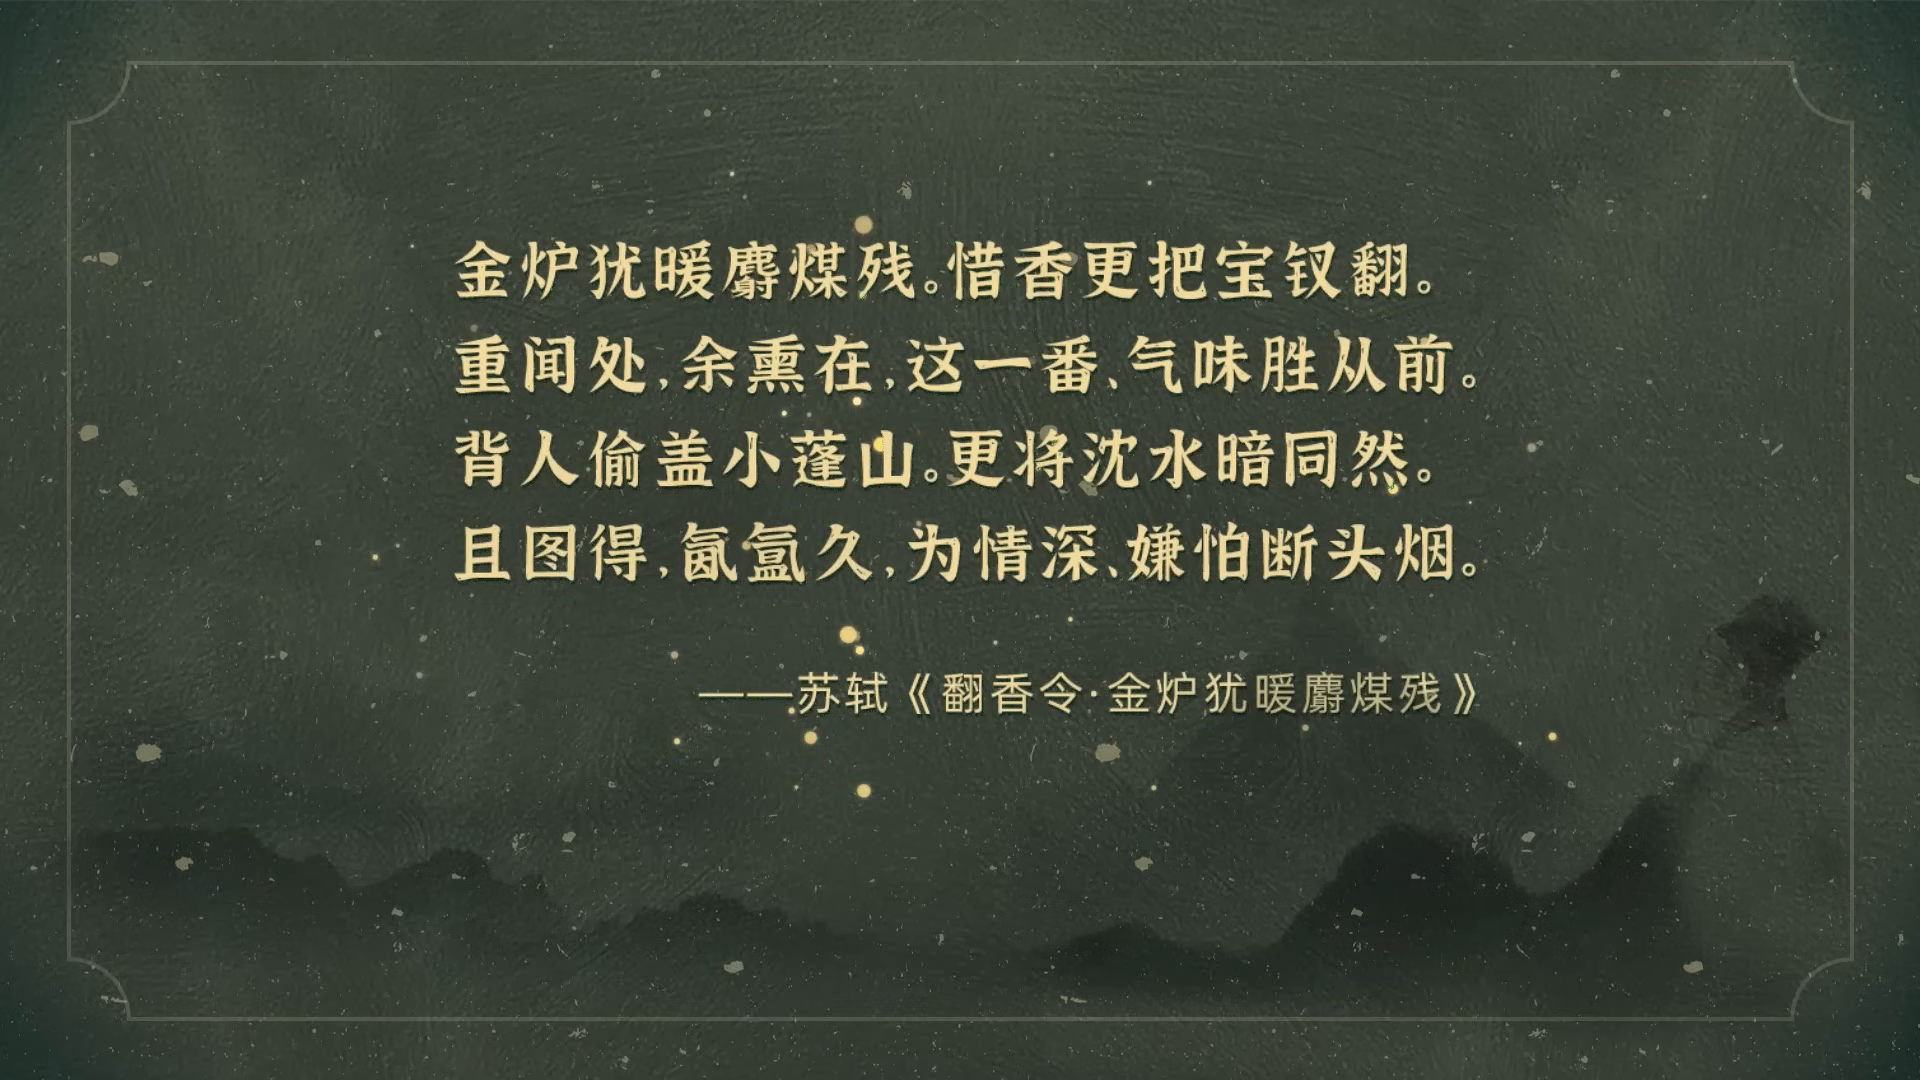 金炉犹暖麝煤残。惜香更把宝钗翻。
重闻处,余熏在,这一番、气味胜从前。
背人偷盖小蓬山。更将沈水暗同然。
且图得,氤氲久,为情深、嫌怕断头烟。
——苏轼《翻香令·金炉犹暖麝煤残》